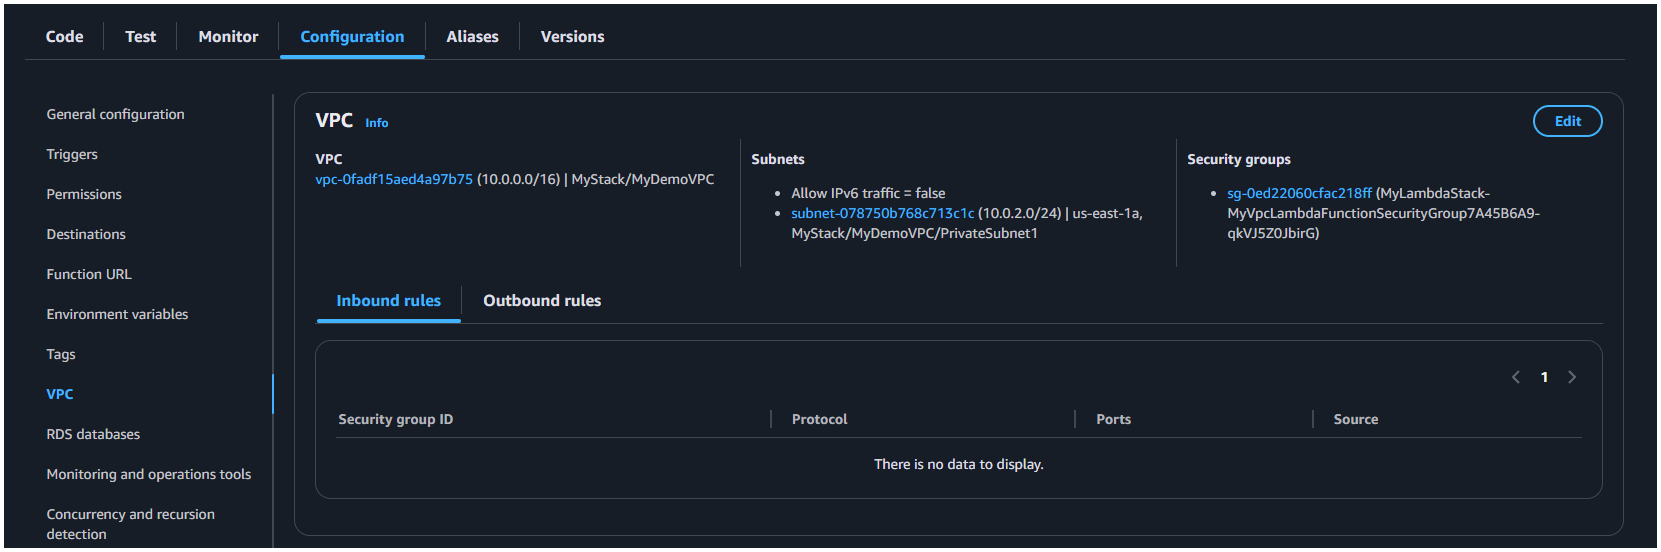 Code Test Monitor Configuration Aliases Versions
General configuration
Triggers
Permissions
Destinations
Function URL
Environment variables
Tags
VPC
RDS databases
Monitoring and operations tools
Concurrency and recursion
detection
VPC Info
Edit
VPC
vpc-0fadf15aed4a97b75 (10.0.0.0/16) | MyStack/MyDemoVPC
Subnets
• Allow IPv6 traffic = false
• subnet-078750b768c713c1c (10.0.2.0/24) | us-east-1a,
MyStack/MyDemoVPC/PrivateSubnet1
Security groups
• sg-0ed22060cfac218ff (MyLambdaStack-
MyVpcLambdaFunctionSecurityGroup7A45B6A9-
qkVJ5Z0JbirG)
Inbound rules Outbound rules
1
Security group ID Protocol Ports Source
There is no data to display.